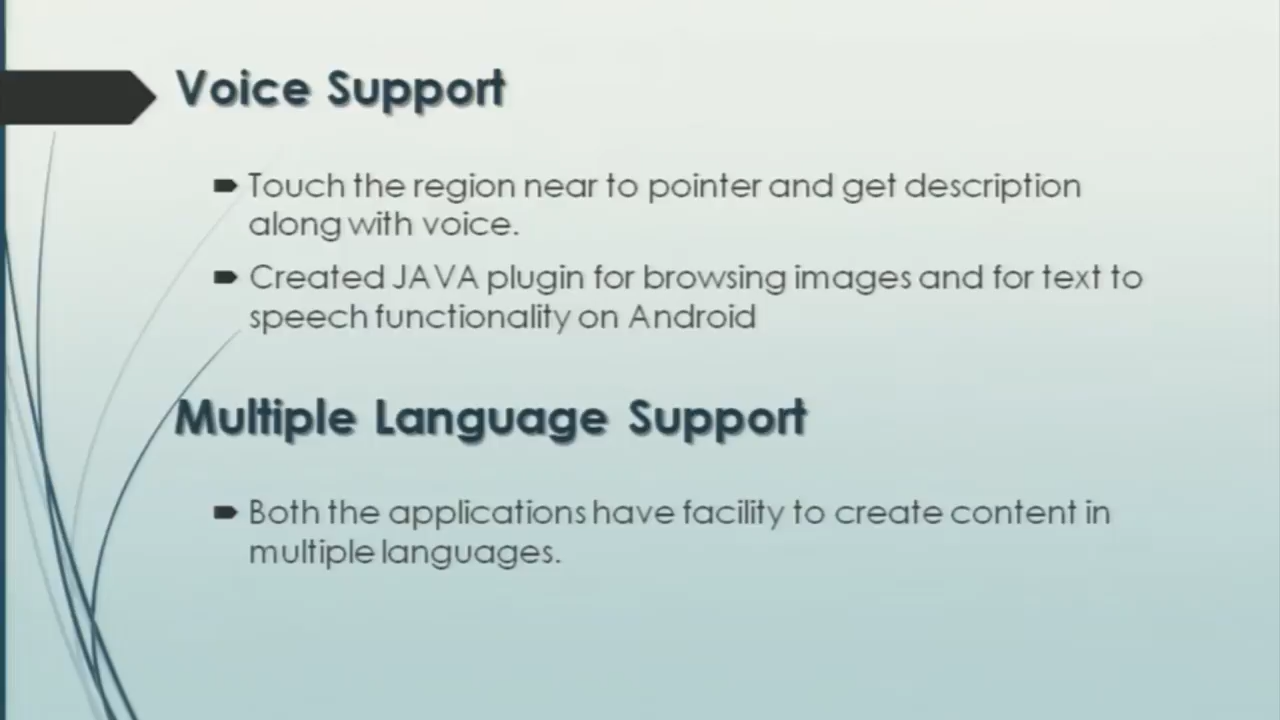 Voice Support
Touch the region near to pointer and get description
along with voice.
Created JAVA plugin for browsing images and for text to
speech functionality on Android
Multiple Language Support
Both the applications have facility to create content in
multiple languages.